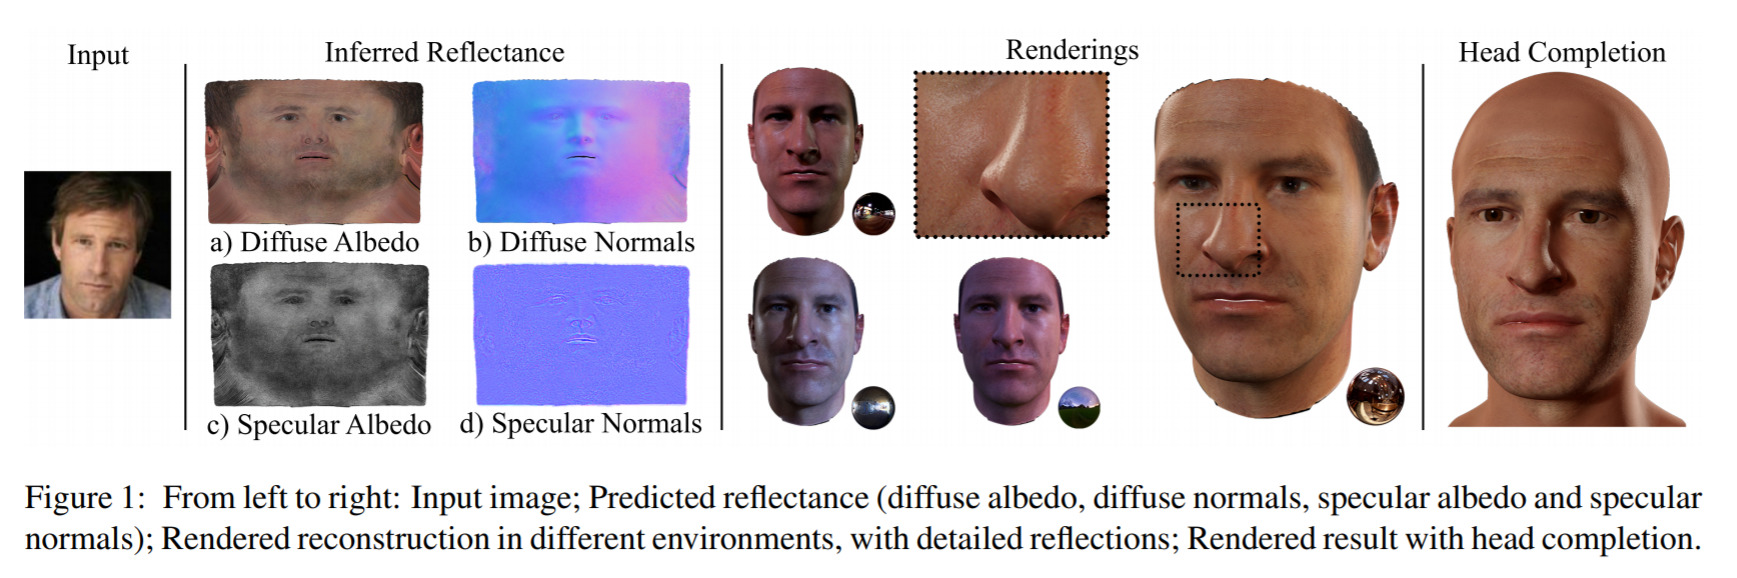 Input
Inferred Reflectance
Renderings
Head Completion
a) Diffuse Albedo
b) Diffuse Normals
c) Specular Albedo
d) Specular Normals
Figure 1: From left to right: Input image; Predicted reflectance (diffuse albedo, diffuse normals, specular albedo and specular
normals); Rendered reconstruction in different environments, with detailed reflections; Rendered result with head completion.